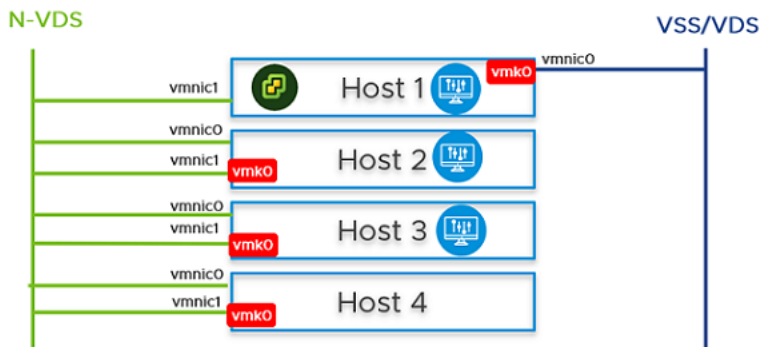 N-VDS
VSS/VDS
vmnic1
Host 1
vmk0
vmnic0
vmnic0
vmnic1
vmk0
Host 2
vmnic0
vmnic1
vmk0
Host 3
vmnic0
vmnic1
vmk0
Host 4